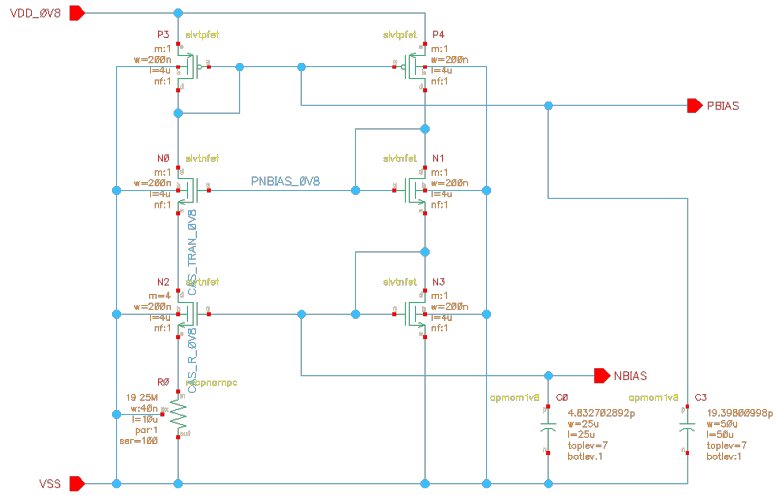 VDD_0V8
P3
slvtpfet
m:1
w=200n
l=4u
nf:1
P4
slvtpfet
m:1
w=200n
l=4u
nf:1
PBIAS
N0
slvtnfet
m:1
w=200n
l=4u
nf:1
PNBIAS_0V8
N1
slvtnfet
m:1
w=200n
l=4u
nf:1
CAS_TRAN_0V8
N2
slvtnfet
m=4
w=200n
l=4u
nf:1
N3
slvtnfet
m:1
w=200n
l=4u
nf:1
CAS_R_0V8
NBIAS
R0
19.25M
w:40n
l=10u
par:1
ser=100
apmom1v8
C0
4.832702892p
w=25u
l=25u
toplev=7
botlev:1
apmom1v8
C3
19.39800998p
w=50u
l=50u
toplev=7
botlev:1
VSS